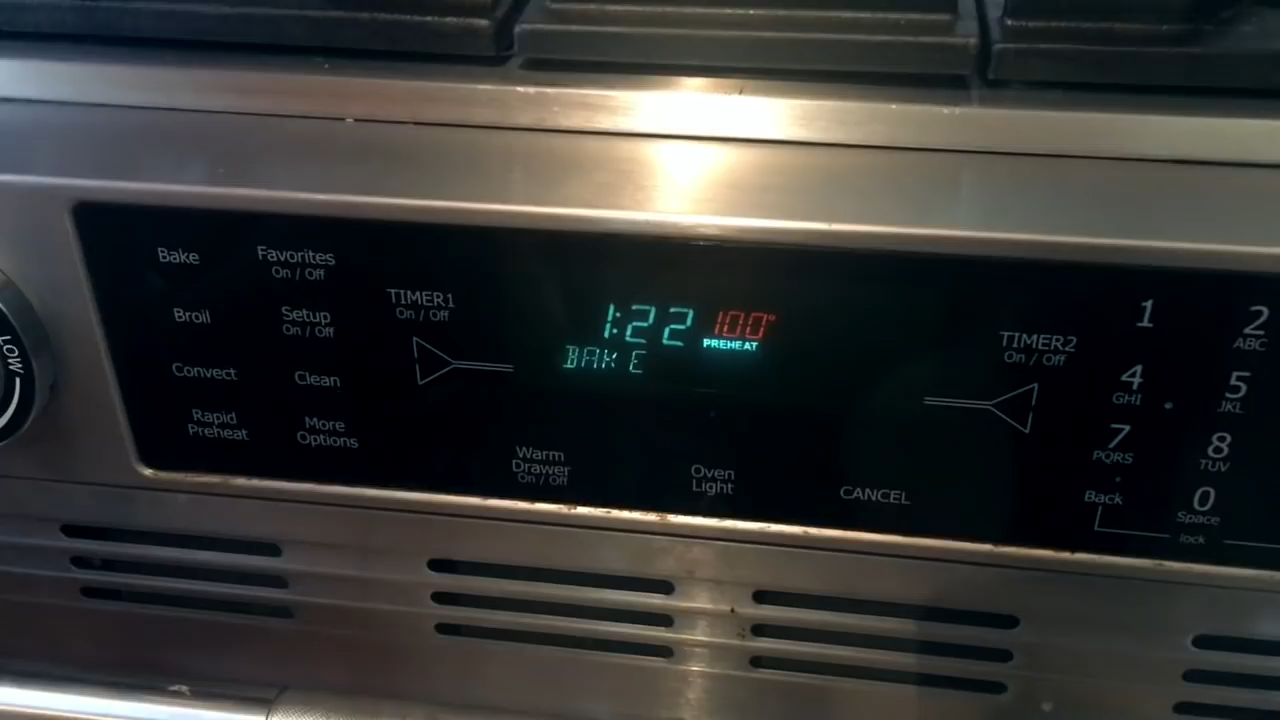 LOW
Bake
Favorites
On / Off
Broil
Setup
On / Off
Convect
Clean
Rapid
Preheat
More
Options
TIMER1
On / Off
1:22 100°
PREHEAT
BAKE
Warm
Drawer
On / Off
Oven
Light
CANCEL
TIMER2
On / Off
1
2
ABC
4
GHI
5
JKL
7
PQRS
8
TUV
Back
0
Space
lock